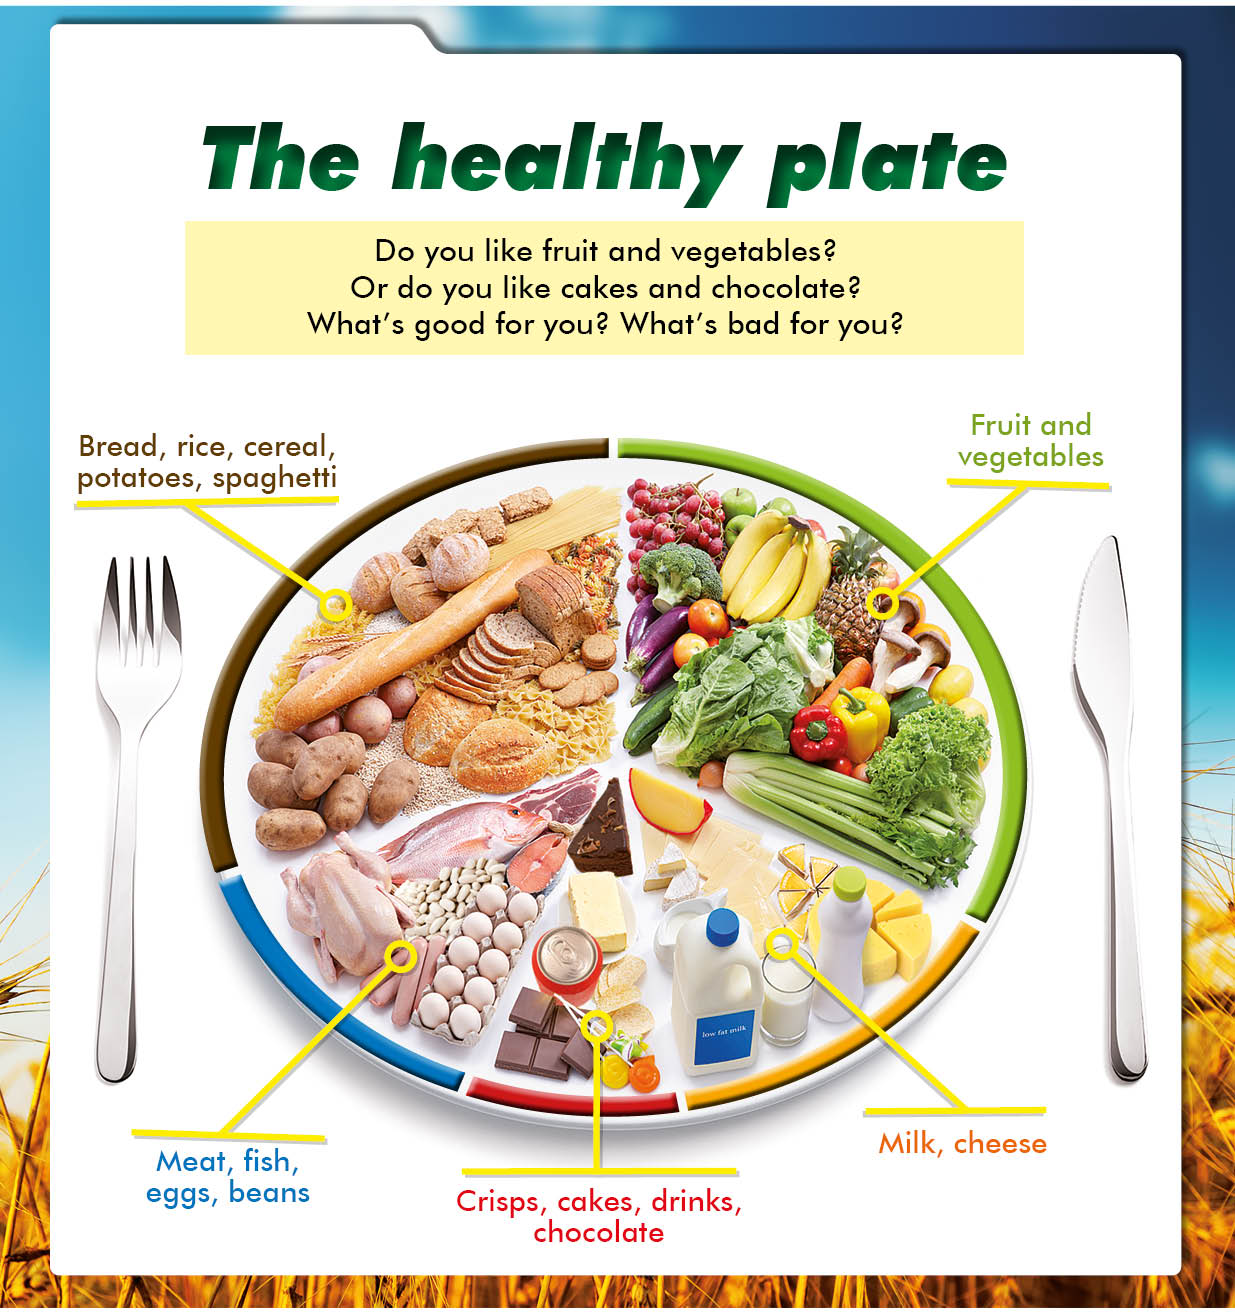 The healthy plate
Do you like fruit and vegetables?
Or do you like cakes and chocolate?
What's good for you? What's bad for you?
Bread, rice, cereal,
potatoes, spaghetti
Fruit and
vegetables
low fat milk
Meat, fish,
eggs, beans
Crisps, cakes, drinks,
chocolate
Milk, cheese